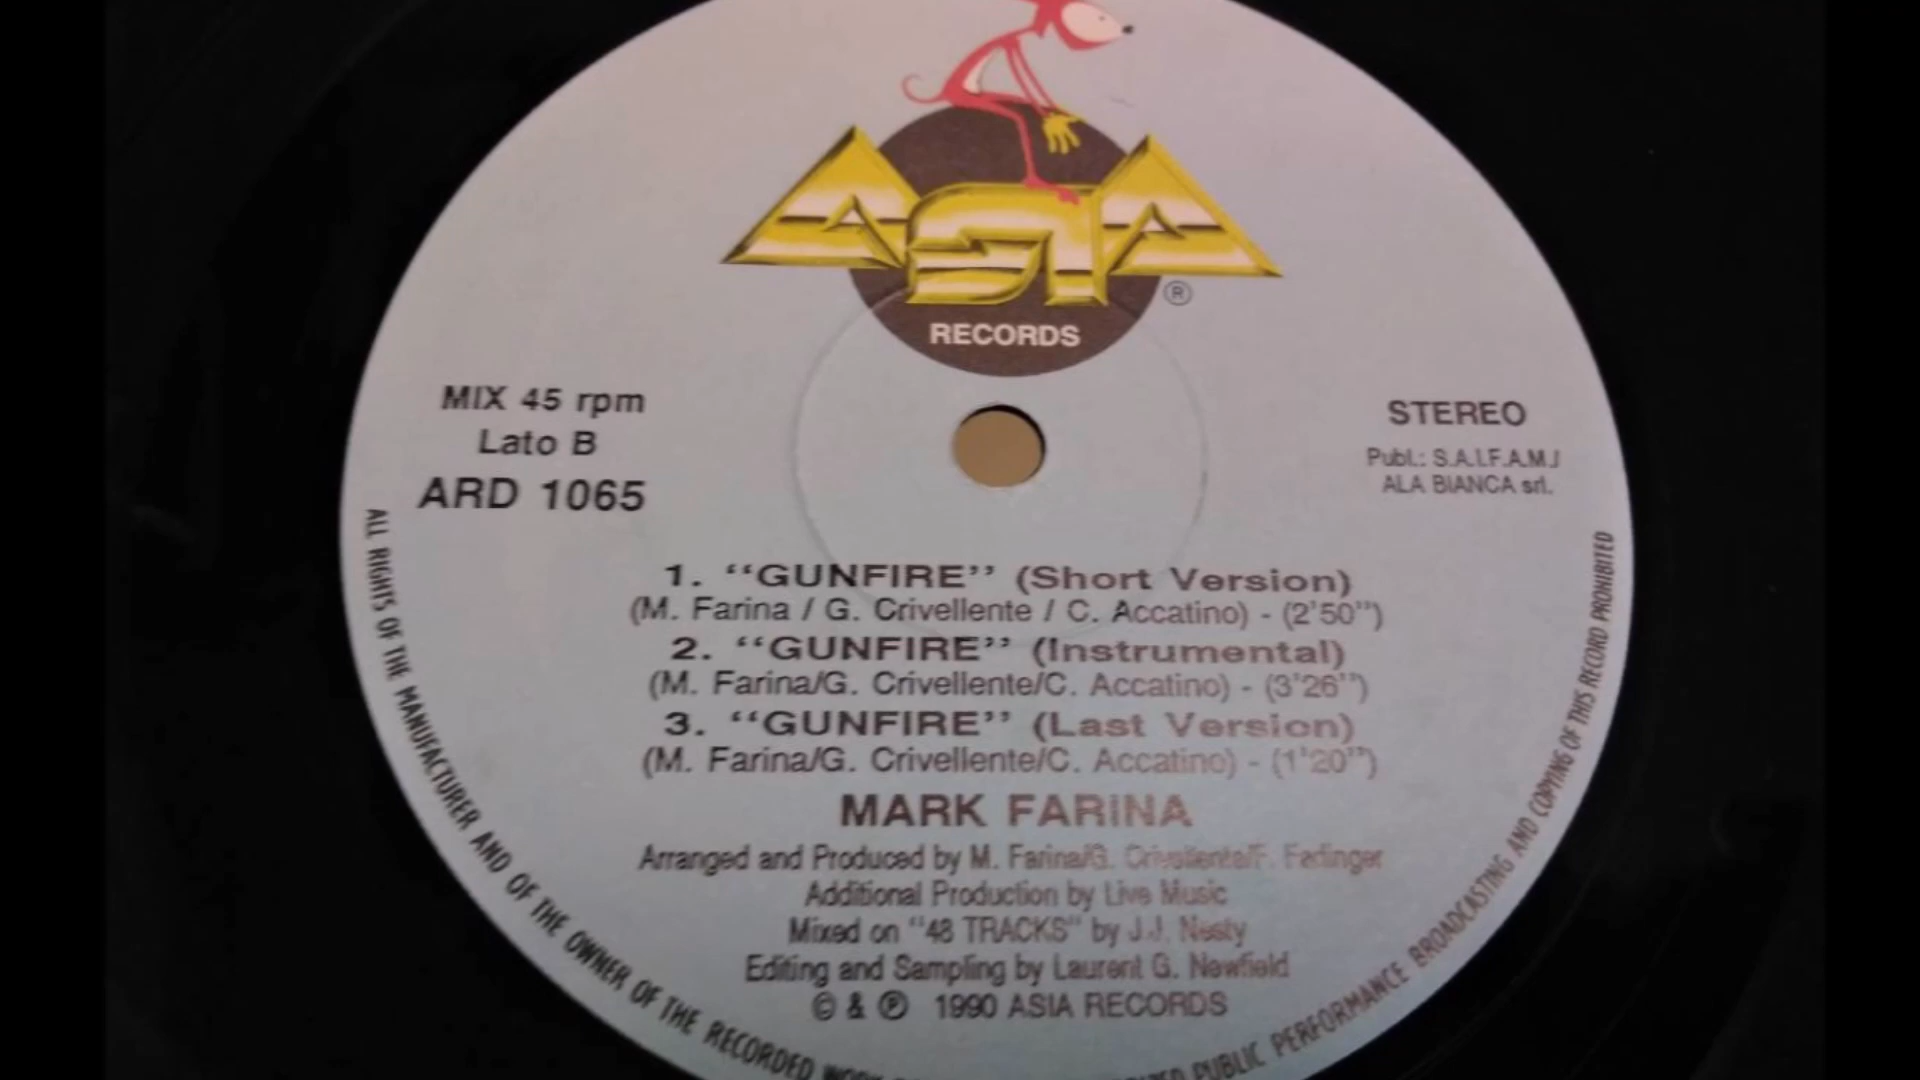 ASIA
®
RECORDS
MIX 45 rpm
Lato B
ARD 1065
STEREO
Publ.: S.A.I.F.A.M./
ALA BIANCA srl.
1. “GUNFIRE” (Short Version)
(M. Farina / G. Crivellente / C. Accatino) - (2'50”)
2. “GUNFIRE” (Instrumental)
(M. Farina/G. Crivellente/C. Accatino) - (3'26”)
3. “GUNFIRE” (Last Version)
(M. Farina/G. Crivellente/C. Accatino) - (1'20”)
MARK FARINA
Arranged and Produced by M. Farina/G. Crivellente/F. Farlinger
Additional Production by Live Music
Mixed on “48 TRACKS” by J.J. Nesty
Editing and Sampling by Laurent G. Newfield
© & ℗ 1990 ASIA RECORDS
ALL RIGHTS OF THE MANUFACTURER AND OF THE OWNER OF THE RECORDED PUBLIC PERFORMANCE BROADCASTING AND COPYING OF THIS RECORD PROHIBITED